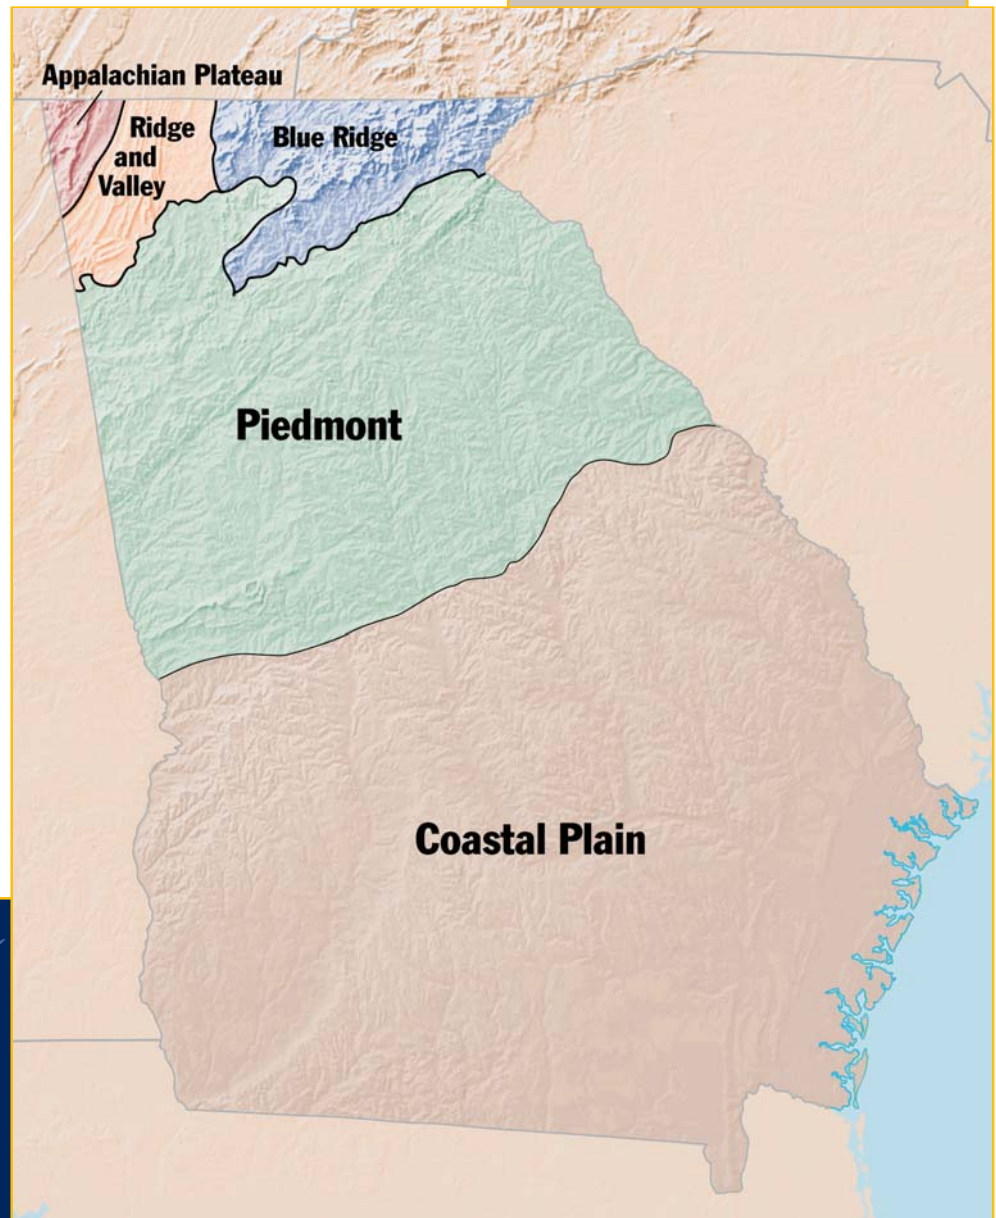 Appalachian Plateau
Ridge
and
Valley
Blue Ridge
Piedmont
Coastal Plain